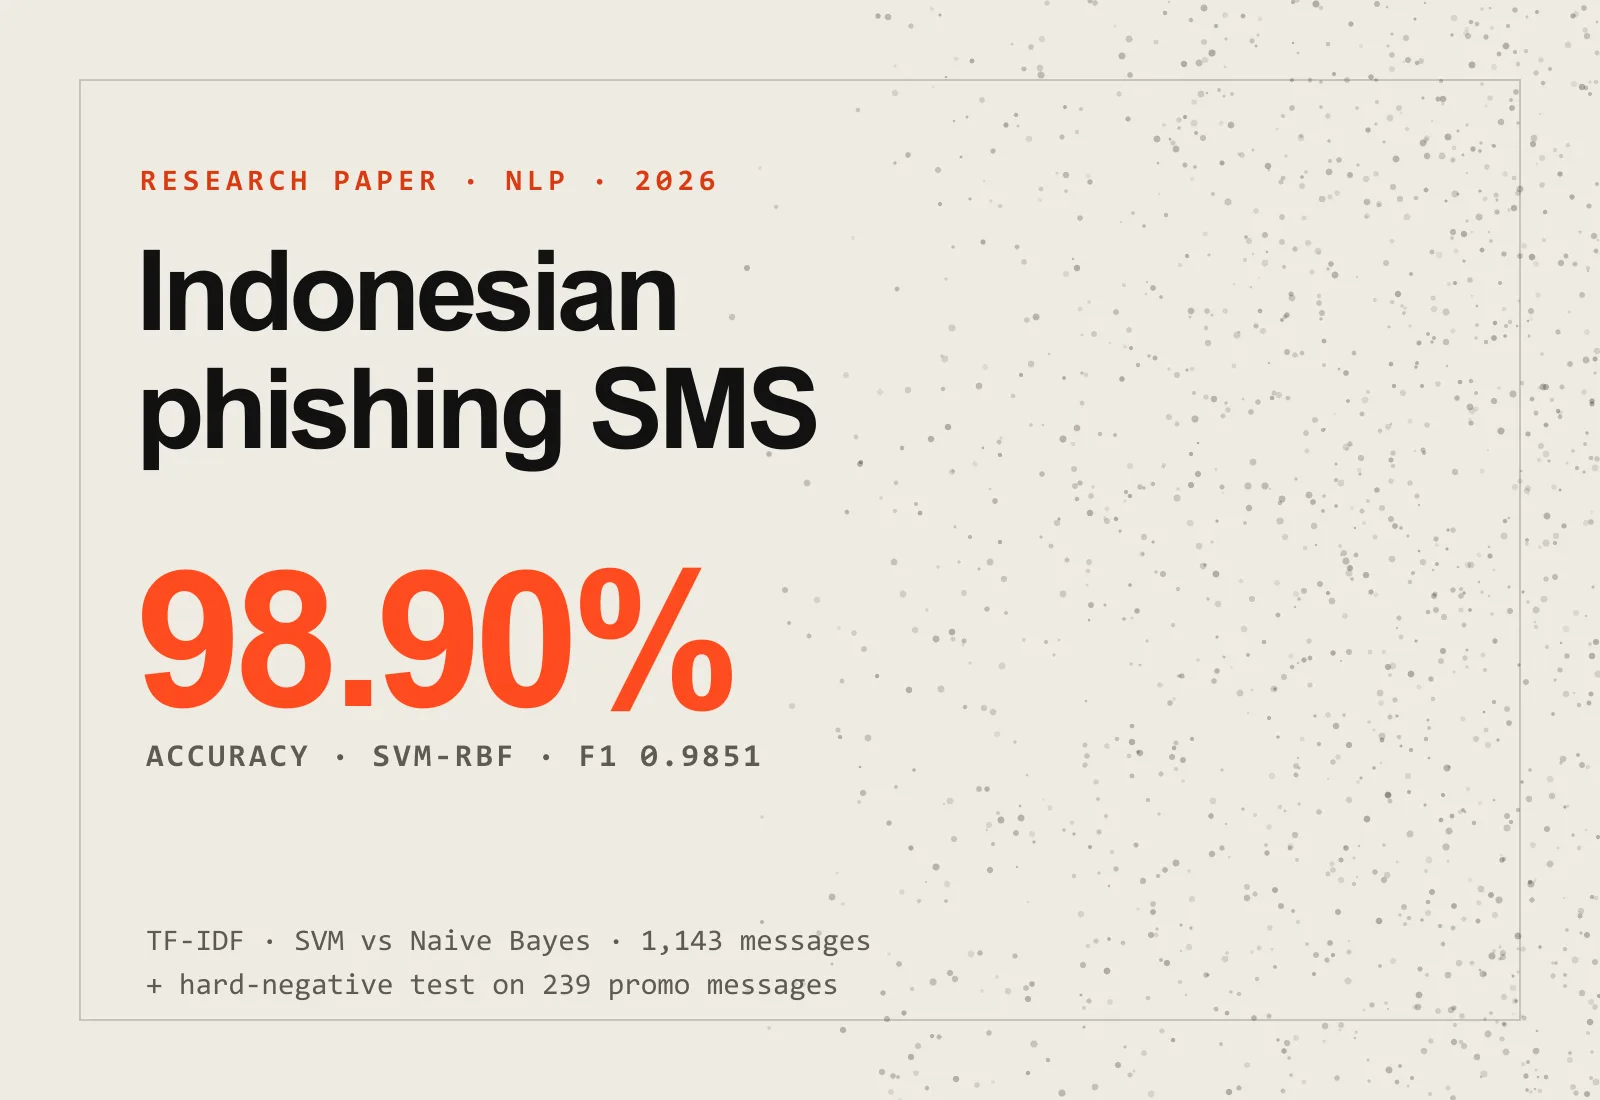 RESEARCH PAPER · NLP · 2026
Indonesian
phishing SMS
98.90%
ACCURACY · SVM-RBF · F1 0.9851
TF-IDF · SVM vs Naive Bayes · 1,143 messages
+ hard-negative test on 239 promo messages